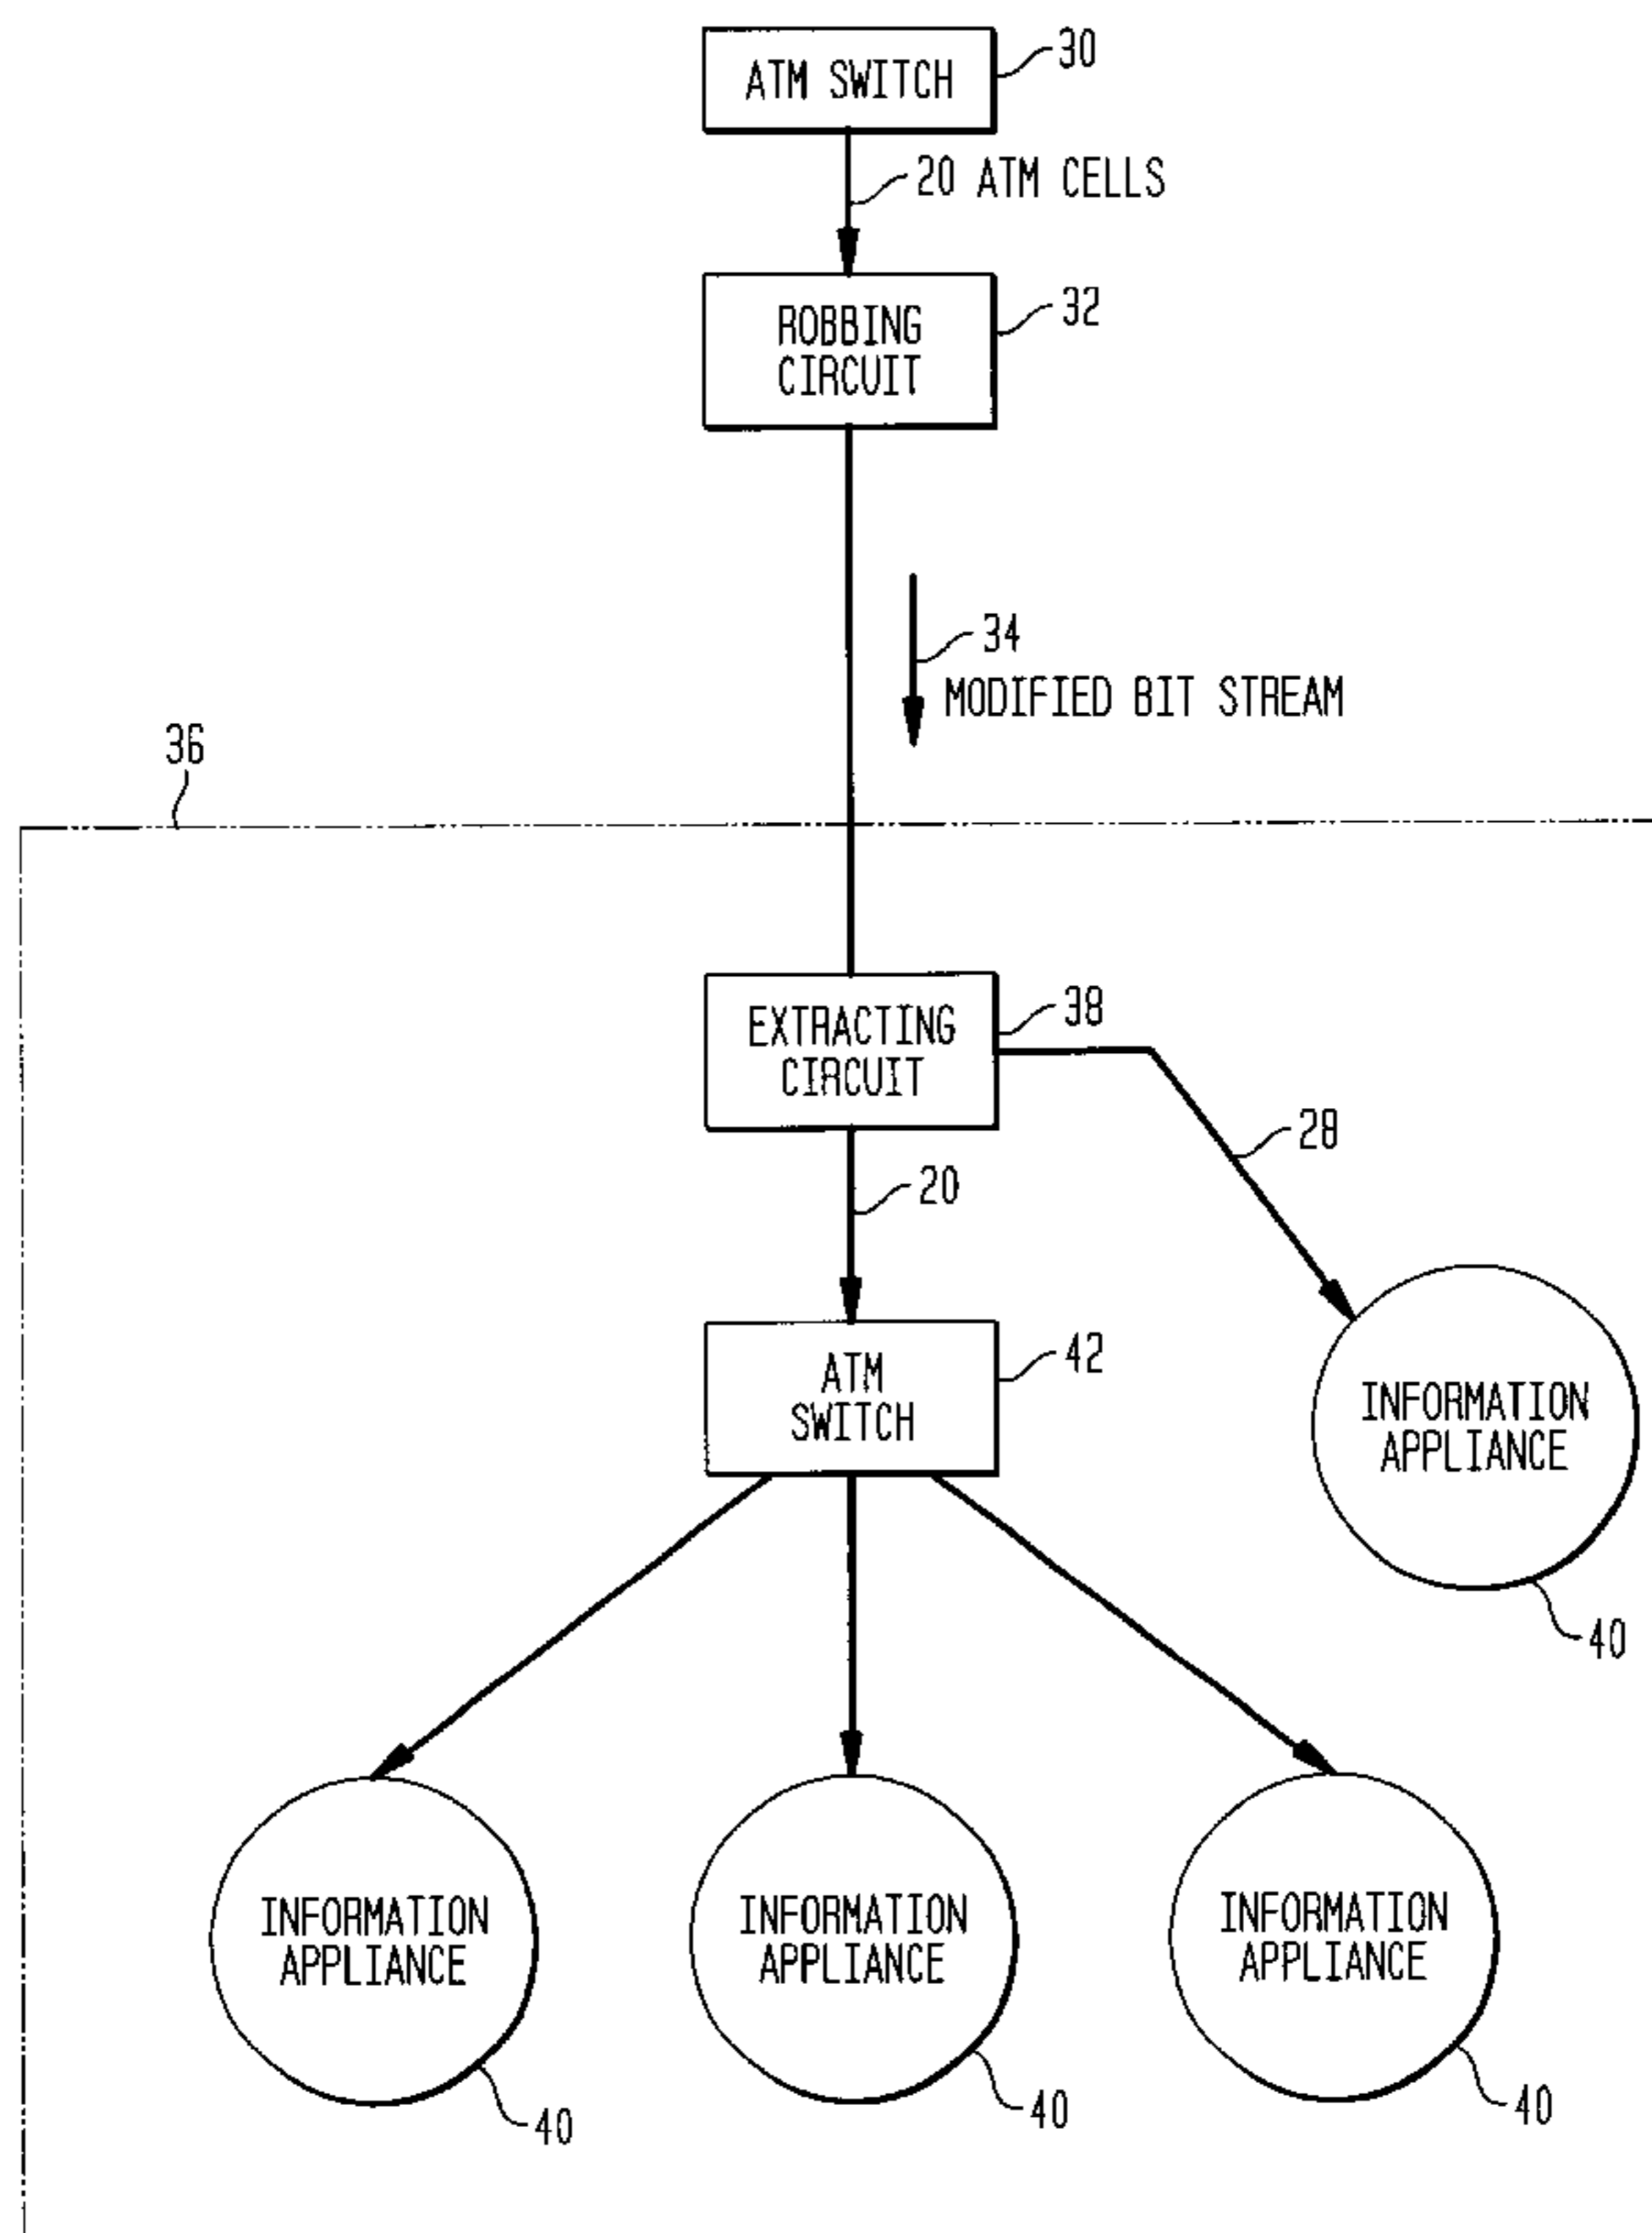 30
ATM SWITCH
20 ATM CELLS
32
ROBBING
CIRCUIT
34
MODIFIED BIT STREAM
36
EXTRACTING
CIRCUIT
38
28
20
ATM
SWITCH
42
INFORMATION
APPLIANCE
40
INFORMATION
APPLIANCE
40
INFORMATION
APPLIANCE
40
INFORMATION
APPLIANCE
40